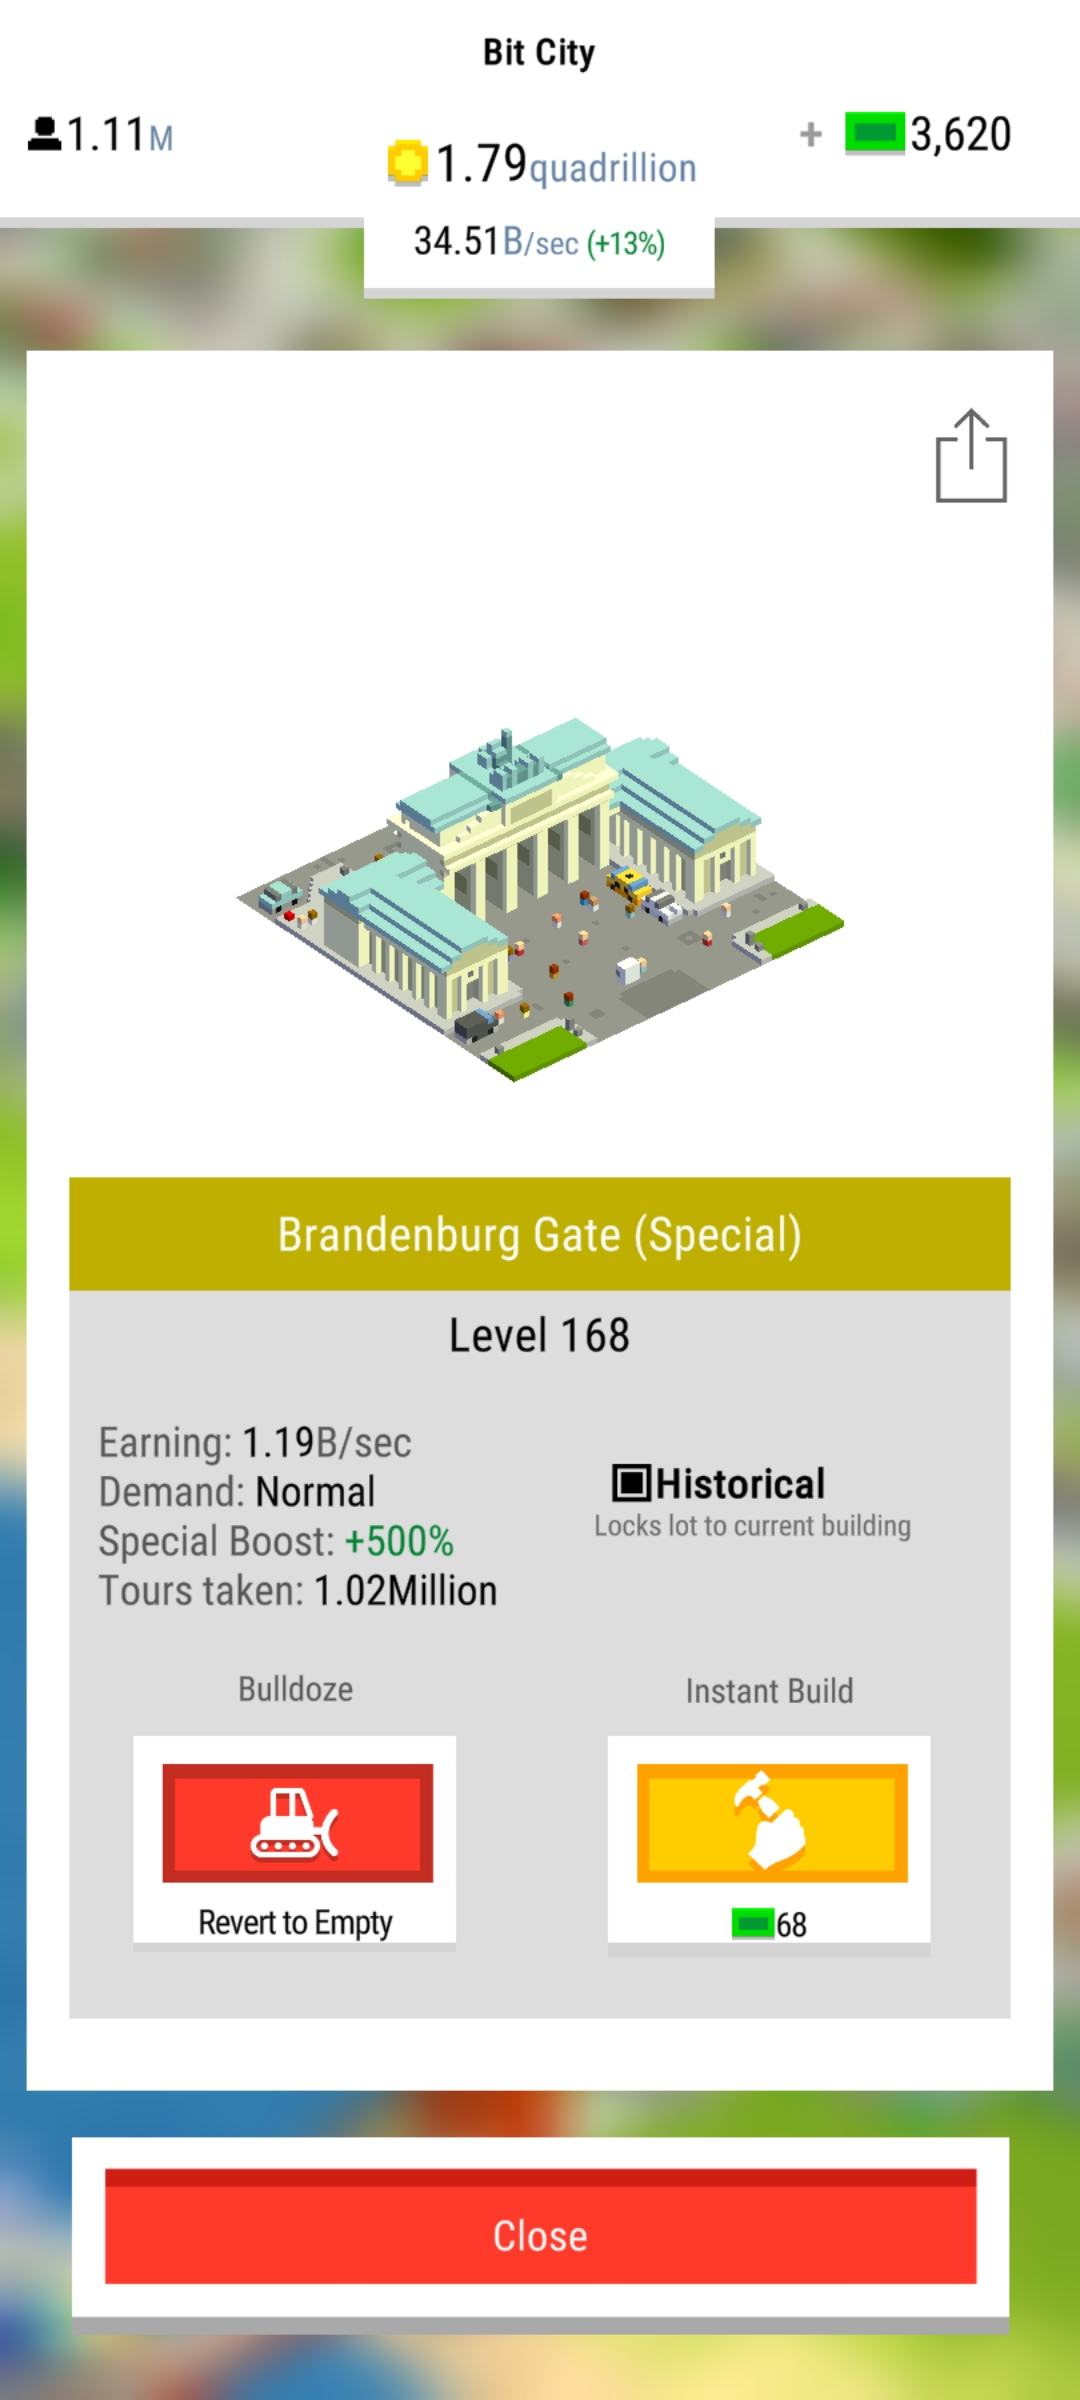 Bit City
1.11M
1.79quadrillion
+ 3,620
34.51B/sec (+13%)
Brandenburg Gate (Special)
Level 168
Earning: 1.19B/sec
Demand: Normal
Special Boost: +500%
Tours taken: 1.02Million
Historical
Locks lot to current building
Bulldoze
Instant Build
Revert to Empty
68
Close